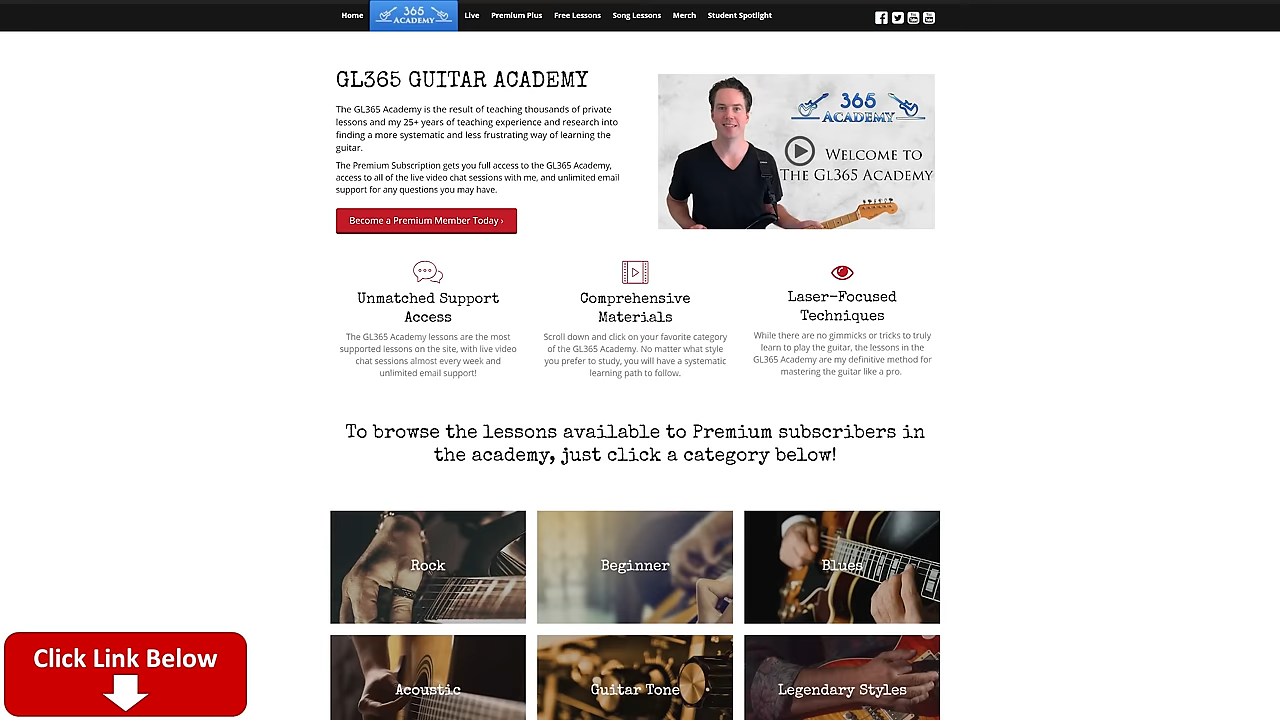 Home
365
ACADEMY
Live
Premium Plus
Free Lessons
Song Lessons
Merch
Student Spotlight
You
Tube
You
Tube
GL365 GUITAR ACADEMY
The GL365 Academy is the result of teaching thousands of private
lessons and my 25+ years of teaching experience and research into
finding a more systematic and less frustrating way of learning the
guitar.
The Premium Subscription gets you full access to the GL365 Academy,
access to all of the live video chat sessions with me, and unlimited email
support for any questions you may have.
Become a Premium Member Today ›
365
ACADEMY
WELCOME TO
THE GL365 ACADEMY
Unmatched Support
Access
The GL365 Academy lessons are the most
supported lessons on the site, with live video
chat sessions almost every week and
unlimited email support!
Comprehensive
Materials
Scroll down and click on your favorite category
of the GL365 Academy. No matter what style
you prefer to study, you will have a systematic
learning path to follow.
Laser-Focused
Techniques
While there are no gimmicks or tricks to truly
learn to play the guitar, the lessons in the
GL365 Academy are my definitive method for
mastering the guitar like a pro.
To browse the lessons available to Premium subscribers in
the academy, just click a category below!
Rock
Beginner
Blues
Acoustic
Guitar Tone
Legendary Styles
Click Link Below